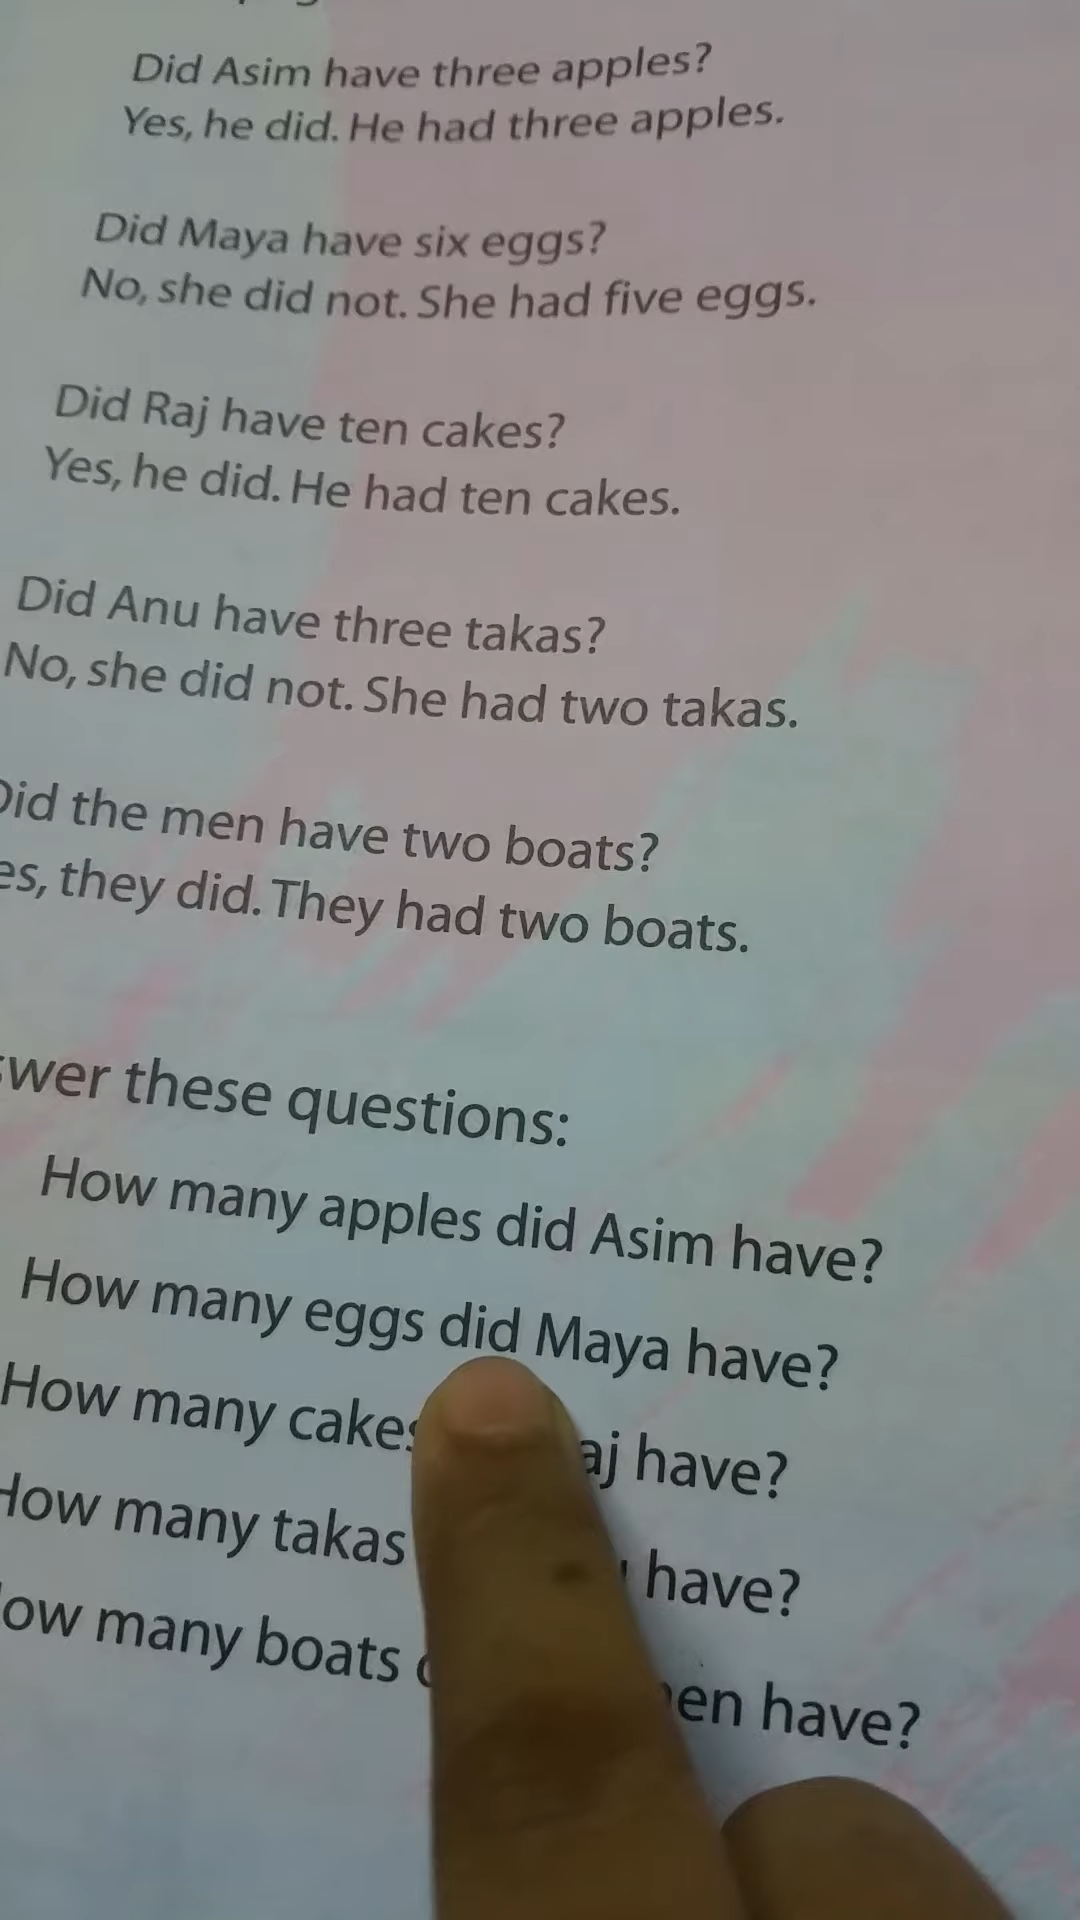 Did Asim have three apples?
Yes, he did. He had three apples.
Did Maya have six eggs?
No, she did not. She had five eggs.
Did Raj have ten cakes?
Yes, he did. He had ten cakes.
Did Anu have three takas?
No, she did not. She had two takas.
Did the men have two boats?
es, they did. They had two boats.
swer these questions:
How many apples did Asim have?
How many eggs did Maya have?
How many cakes aj have?
How many takas have?
ow many boats en have?